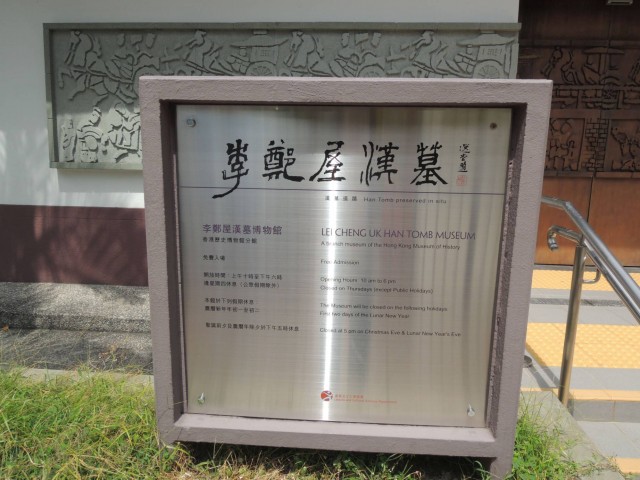 李鄭屋漢墓
漢墓原蹟 Han Tomb preserved in situ
李鄭屋漢墓博物館 LEI CHENG UK HAN TOMB MUSEUM
香港歷史博物館分館 A branch museum of the Hong Kong Museum of History
免費入場 Free Admission
開放時間：上午十時至下午六時 Opening Hours: 10 am to 6 pm
逢星期四休息（公眾假期除外） Closed on Thursdays (except Public Holidays)
本館於下列假期休息 The Museum will be closed on the following holidays
農曆新年年初一至初二 First two days of the Lunar New Year
聖誕前夕及農曆年除夕於下午五時休息 Closed at 5 pm on Christmas Eve & Lunar New Year's Eve